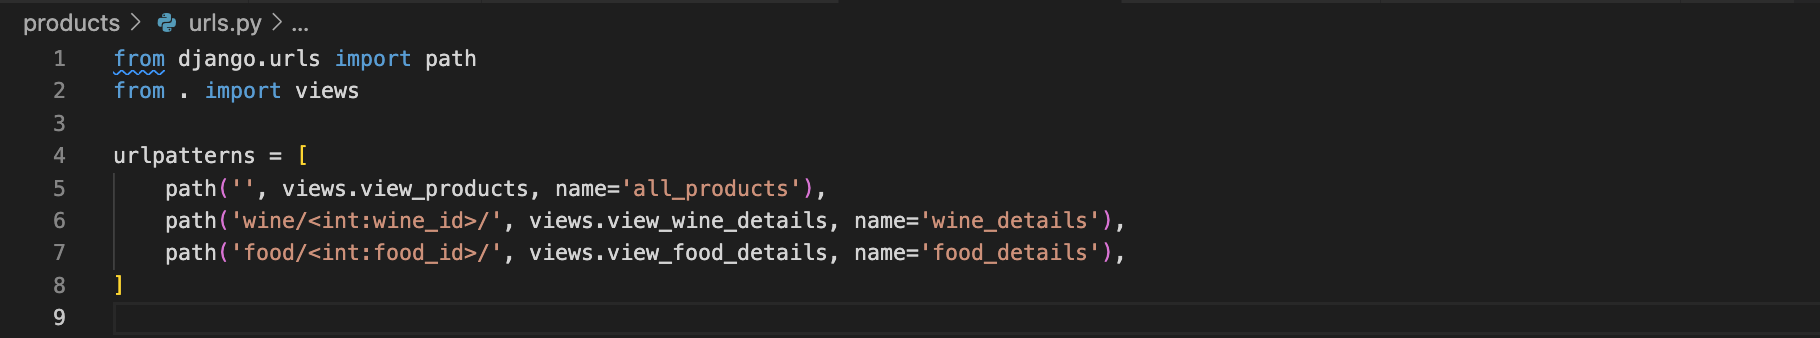 products > urls.py > ...
1 from django.urls import path
2 from . import views
3
4 urlpatterns = [
5     path('', views.view_products, name='all_products'),
6     path('wine/<int:wine_id>/', views.view_wine_details, name='wine_details'),
7     path('food/<int:food_id>/', views.view_food_details, name='food_details'),
8 ]
9